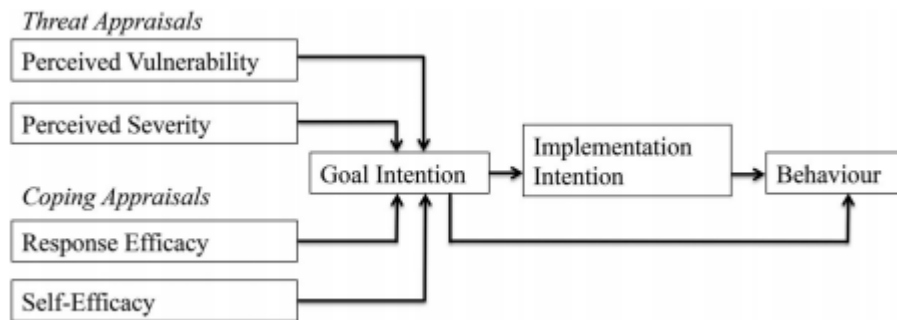 Threat Appraisals
Perceived Vulnerability
Perceived Severity
Goal Intention
Implementation
Intention
Behaviour
Coping Appraisals
Response Efficacy
Self-Efficacy